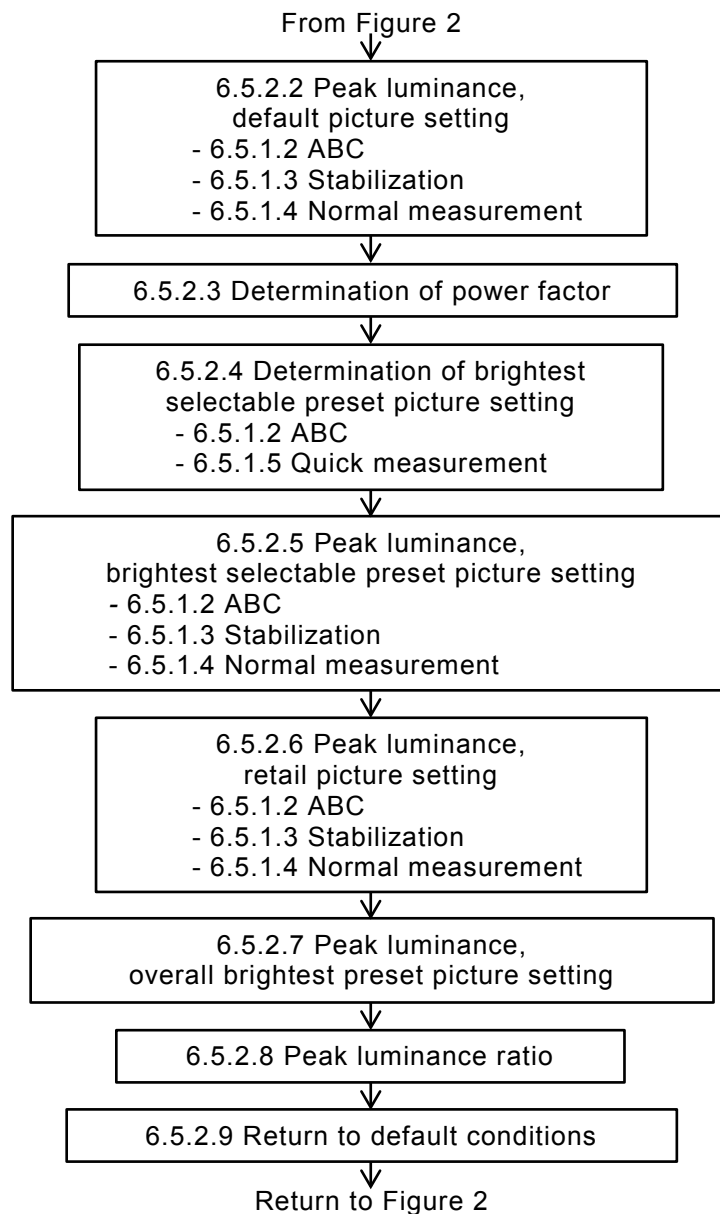 From Figure 2
6.5.2.2 Peak luminance,
default picture setting
- 6.5.1.2 ABC
- 6.5.1.3 Stabilization
- 6.5.1.4 Normal measurement
6.5.2.3 Determination of power factor
6.5.2.4 Determination of brightest
selectable preset picture setting
- 6.5.1.2 ABC
- 6.5.1.5 Quick measurement
6.5.2.5 Peak luminance,
brightest selectable preset picture setting
- 6.5.1.2 ABC
- 6.5.1.3 Stabilization
- 6.5.1.4 Normal measurement
6.5.2.6 Peak luminance,
retail picture setting
- 6.5.1.2 ABC
- 6.5.1.3 Stabilization
- 6.5.1.4 Normal measurement
6.5.2.7 Peak luminance,
overall brightest preset picture setting
6.5.2.8 Peak luminance ratio
6.5.2.9 Return to default conditions
Return to Figure 2